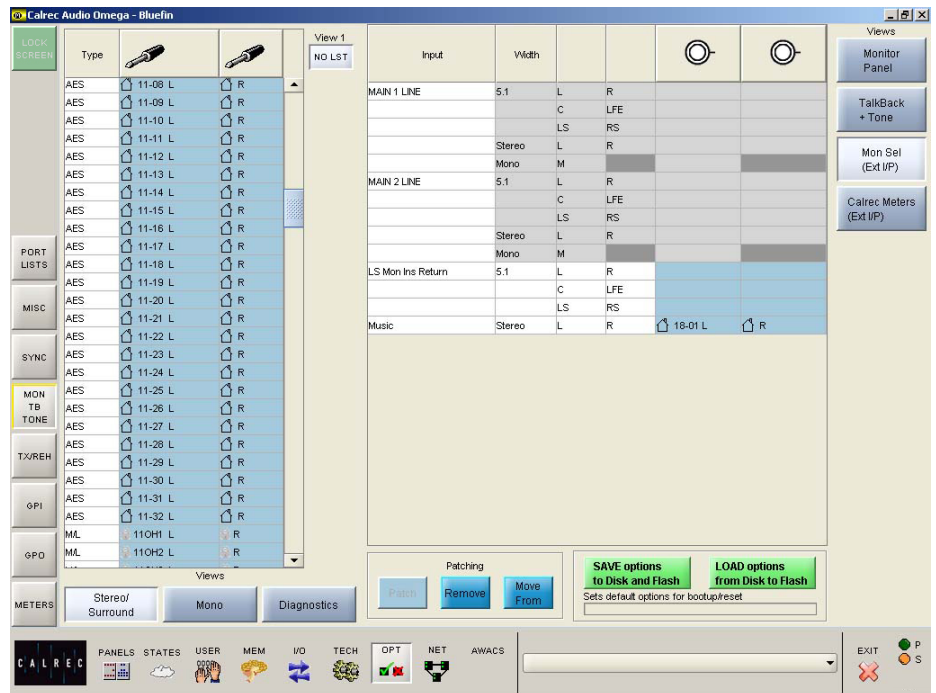 Calrec Audio Omega - Bluefin
LOCK
SCREEN
PORT
LISTS
MISC
SYNC
MON
TB
TONE
TX/REH
GPI
GPO
METERS
Type
AES 11-08 L R
AES 11-09 L R
AES 11-10 L R
AES 11-11 L R
AES 11-12 L R
AES 11-13 L R
AES 11-14 L R
AES 11-15 L R
AES 11-16 L R
AES 11-17 L R
AES 11-18 L R
AES 11-19 L R
AES 11-20 L R
AES 11-21 L R
AES 11-22 L R
AES 11-23 L R
AES 11-24 L R
AES 11-25 L R
AES 11-26 L R
AES 11-27 L R
AES 11-28 L R
AES 11-29 L R
AES 11-30 L R
AES 11-31 L R
AES 11-32 L R
M/L 11OH1 L R
M/L 11OH2 L R
Views
Stereo/
Surround
Mono
Diagnostics
View 1
NO LST
Input Width
MAIN 1 LINE 5.1 L R
C LFE
LS RS
Stereo L R
Mono M
MAIN 2 LINE 5.1 L R
C LFE
LS RS
Stereo L R
Mono M
LS Mon Ins Return 5.1 L R
C LFE
LS RS
Music Stereo L R 18-01 L R
Patching
Patch
Remove
Move
From
SAVE options
to Disk and Flash
LOAD options
from Disk to Flash
Sets default options for bootup/reset
Views
Monitor
Panel
TalkBack
+ Tone
Mon Sel
(Ext I/P)
Calrec Meters
(Ext I/P)
CALREC
PANELS
STATES
USER
MEM
I/O
TECH
OPT
NET
AWACS
EXIT
P
S